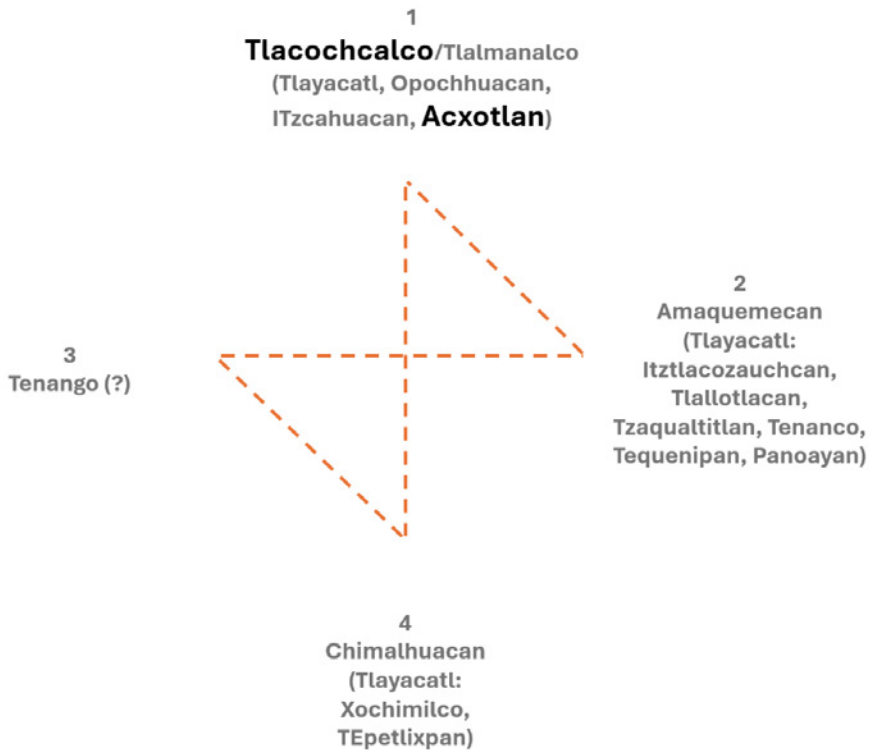 1
Tlacochcalco/Tlalmanalco
(Tlayacatl, Opochhuacan,
ITzcahuacan, Acxotlan)
2
Amaquemecan
(Tlayacatl:
Itztlacozauchcan,
Tlallotlacan,
Tzaqualtitlan, Tenanco,
Tequenipan, Panoayan)
3
Tenango (?)
4
Chimalhuacan
(Tlayacatl:
Xochimilco,
TEpetlixpan)